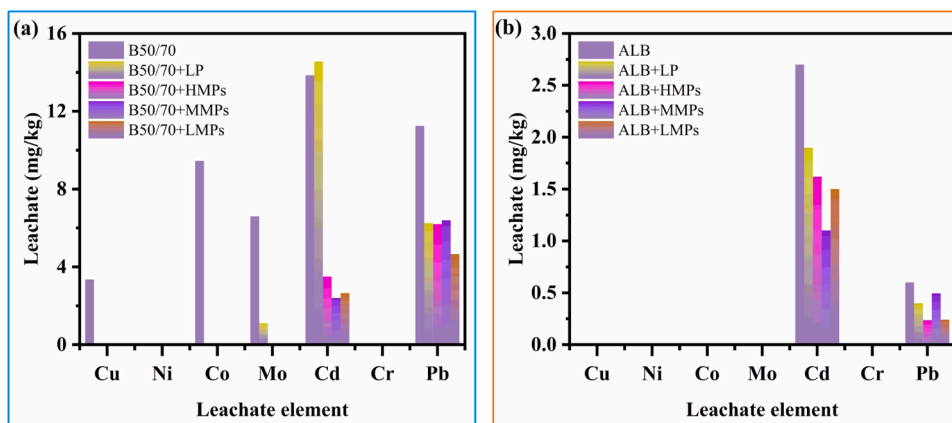 (a)
16
12
8
4
0
Leachate (mg/kg)
B50/70
B50/70+LP
B50/70+HMPs
B50/70+MMPs
B50/70+LMPs
Cu Ni Co Mo Cd Cr Pb
Leachate element
(b)
3.0
2.5
2.0
1.5
1.0
0.5
0.0
Leachate (mg/kg)
ALB
ALB+LP
ALB+HMPs
ALB+MMPs
ALB+LMPs
Cu Ni Co Mo Cd Cr Pb
Leachate element